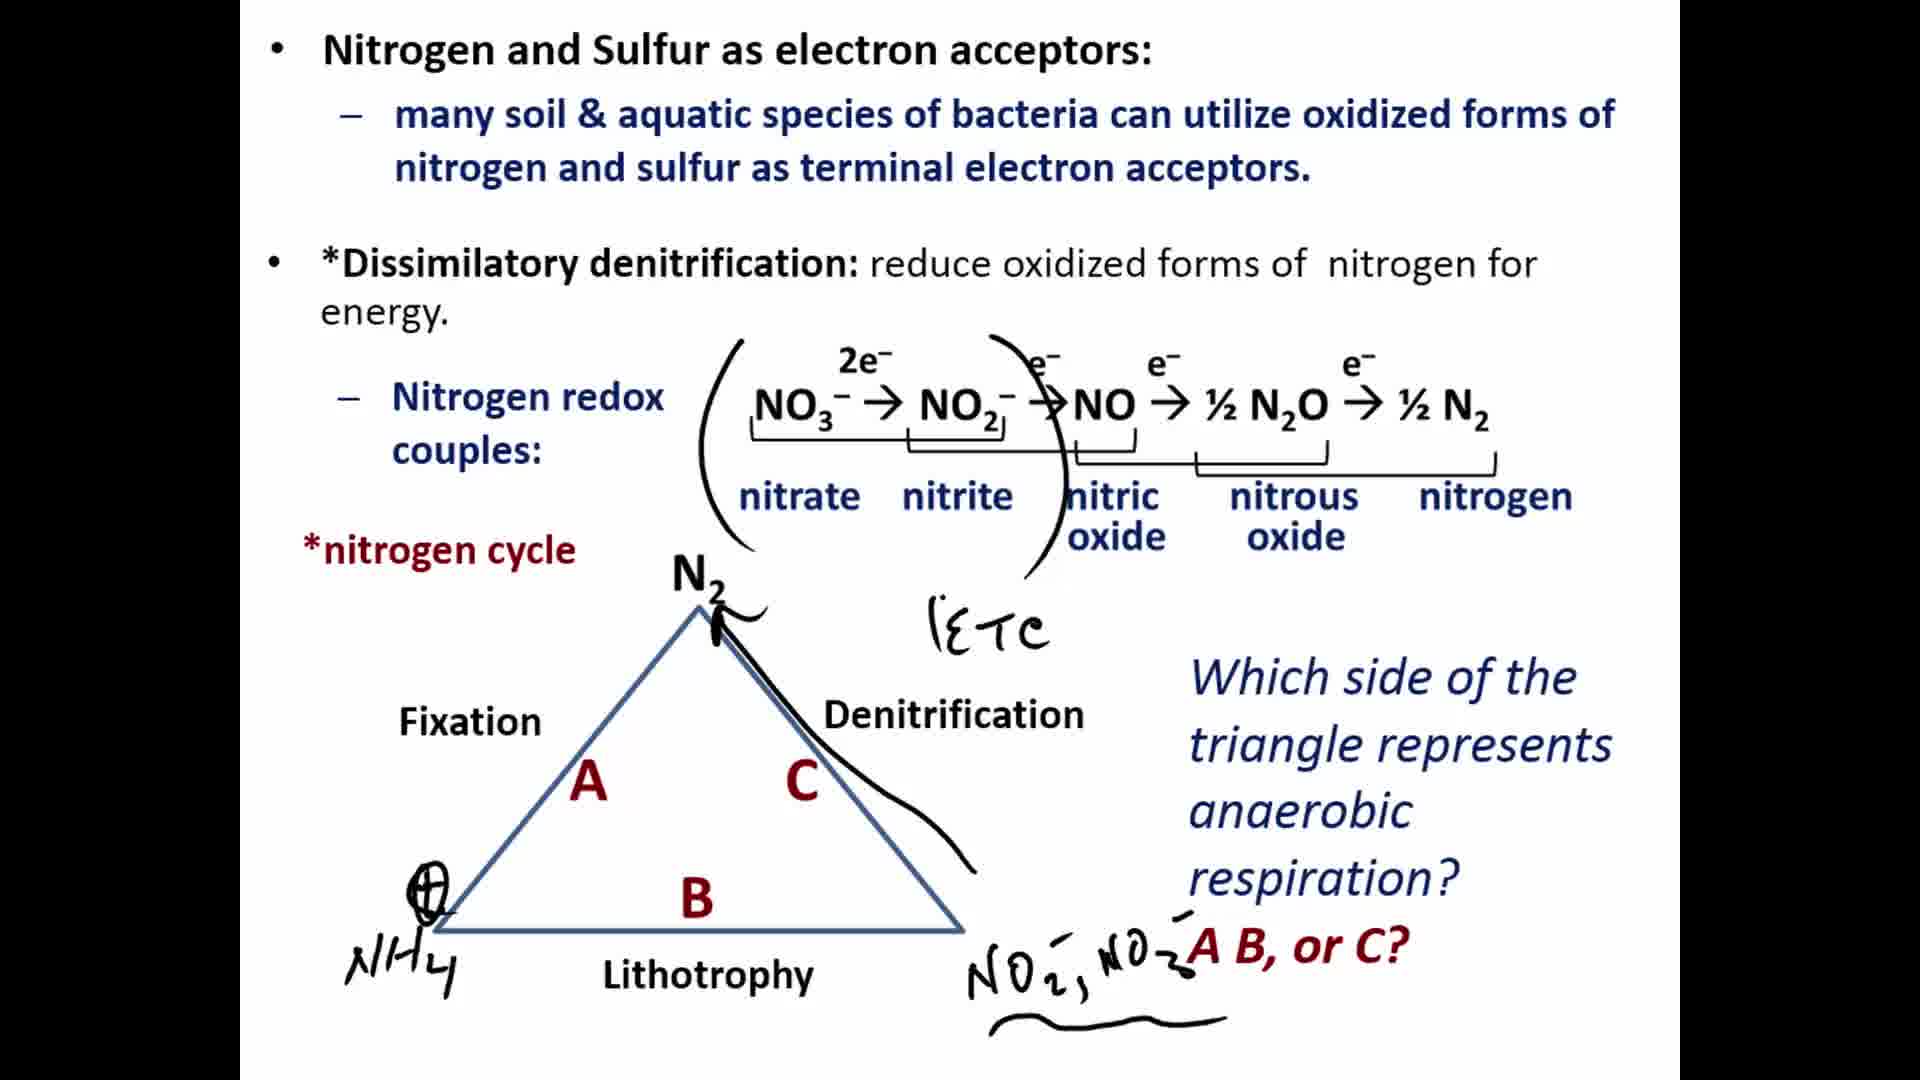 • Nitrogen and Sulfur as electron acceptors:
– many soil & aquatic species of bacteria can utilize oxidized forms of
nitrogen and sulfur as terminal electron acceptors.
• *Dissimilatory denitrification: reduce oxidized forms of nitrogen for
energy.
2e⁻ e⁻ e⁻ e⁻
– Nitrogen redox
couples:
NO₃⁻ → NO₂⁻ → NO → ½ N₂O → ½ N₂
nitrate nitrite nitric nitrous nitrogen
oxide oxide
*nitrogen cycle
N₂
ETC
Fixation
Denitrification
A
C
B
NH₄⁺
Lithotrophy
NO₂⁻, NO₃⁻
Which side of the
triangle represents
anaerobic
respiration?
A B, or C?